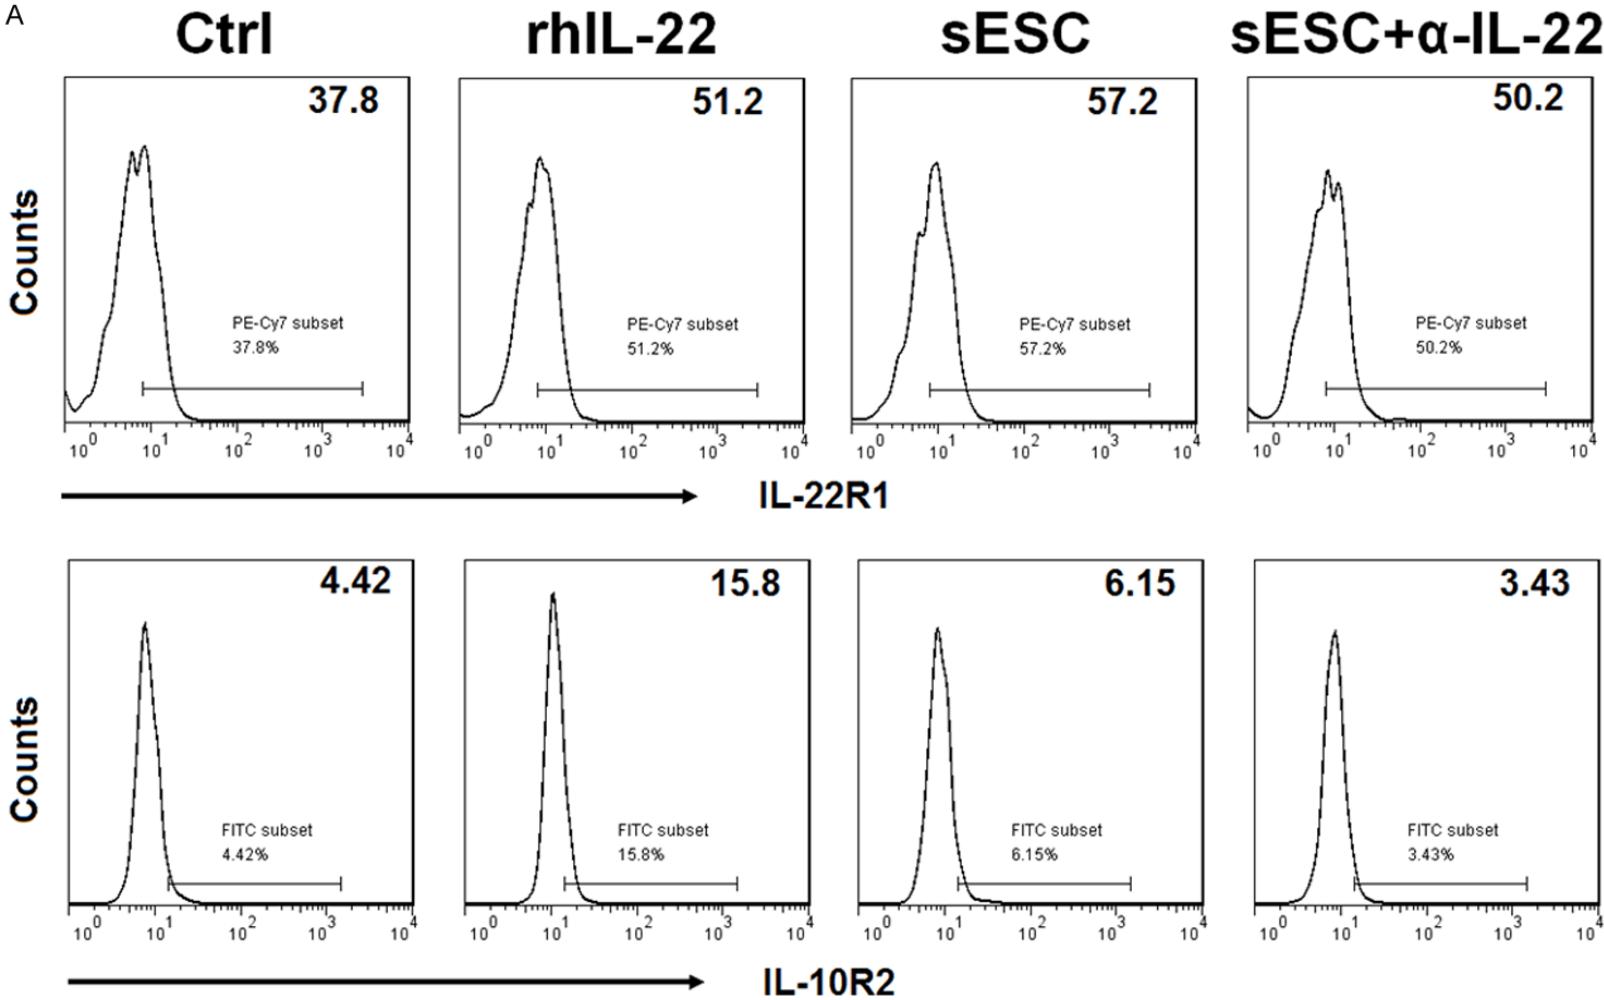 A
Ctrl rhIL-22 sESC sESC+α-IL-22
37.8 51.2 57.2 50.2
Counts
PE-Cy7 subset PE-Cy7 subset PE-Cy7 subset PE-Cy7 subset
37.8% 51.2% 57.2% 50.2%
10^0 10^1 10^2 10^3 10^4 10^0 10^1 10^2 10^3 10^4 10^0 10^1 10^2 10^3 10^4 10^0 10^1 10^2 10^3 10^4
IL-22R1
4.42 15.8 6.15 3.43
Counts
FITC subset FITC subset FITC subset FITC subset
4.42% 15.8% 6.15% 3.43%
10^0 10^1 10^2 10^3 10^4 10^0 10^1 10^2 10^3 10^4 10^0 10^1 10^2 10^3 10^4 10^0 10^1 10^2 10^3 10^4
IL-10R2